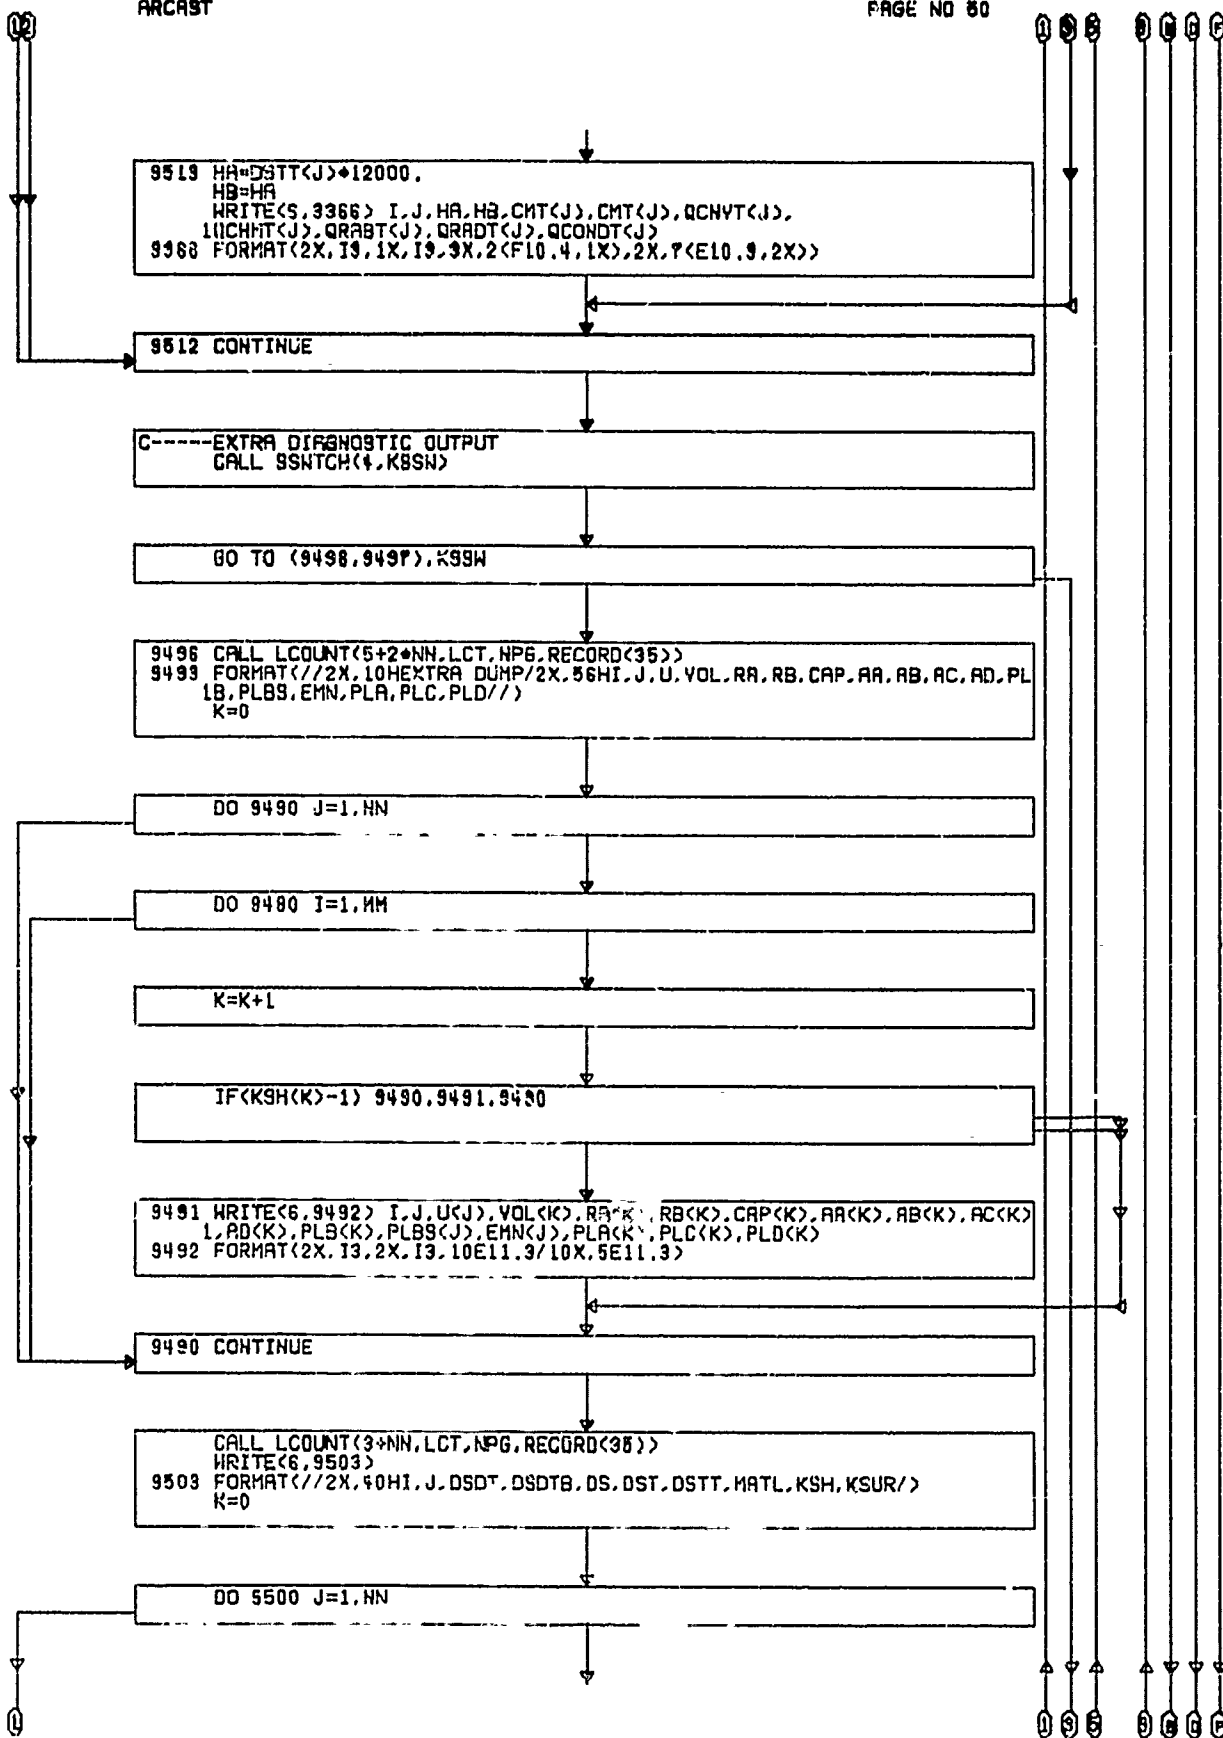 ARCAST PAGE NO 60
9513 HA=DSTT(J)*12000.
HB=HA
WRITE(6,9366) I,J,HA,HB,CMT(J),CMT(J),QCNVT(J),
1QCHMT(J),QRABT(J),QRADT(J),QCONDT(J)
9366 FORMAT(2X,I3,1X,I3,3X,2(F10.4,1X),2X,7(E10.3,2X))
9512 CONTINUE
C-----EXTRA DIAGNOSTIC OUTPUT
CALL SSWTCH(4,KSSW)
GO TO (9498,9497),KSSW
9498 CALL LCOUNT(5+2*NN,LCT,NPG,RECORD(35))
9499 FORMAT(//2X,10HEXTRA DUMP/2X,56HI,J,U,VOL,RA,RB,CAP,AA,AB,AC,AD,PL
1B,PLBS,EMN,PLA,PLC,PLD//)
K=0
DO 9490 J=1,NN
DO 9490 I=1,MM
K=K+1
IF(KSH(K)-1) 9490,9491,9490
9491 WRITE(6,9492) I,J,U(J),VOL(K),RA(K),RB(K),CAP(K),AA(K),AB(K),AC(K)
1,AD(K),PLB(K),PLBS(J),EMN(J),PLA(K),PLC(K),PLD(K)
9492 FORMAT(2X,I3,2X,I3,10E11.3/10X,5E11.3)
9490 CONTINUE
CALL LCOUNT(3+NN,LCT,NPG,RECORD(35))
WRITE(6,9503)
9503 FORMAT(//2X,40HI,J,DSDT,DSDTB,DS,DST,DSTT,MATL,KSH,KSUR/)
K=0
DO 5500 J=1,NN
L